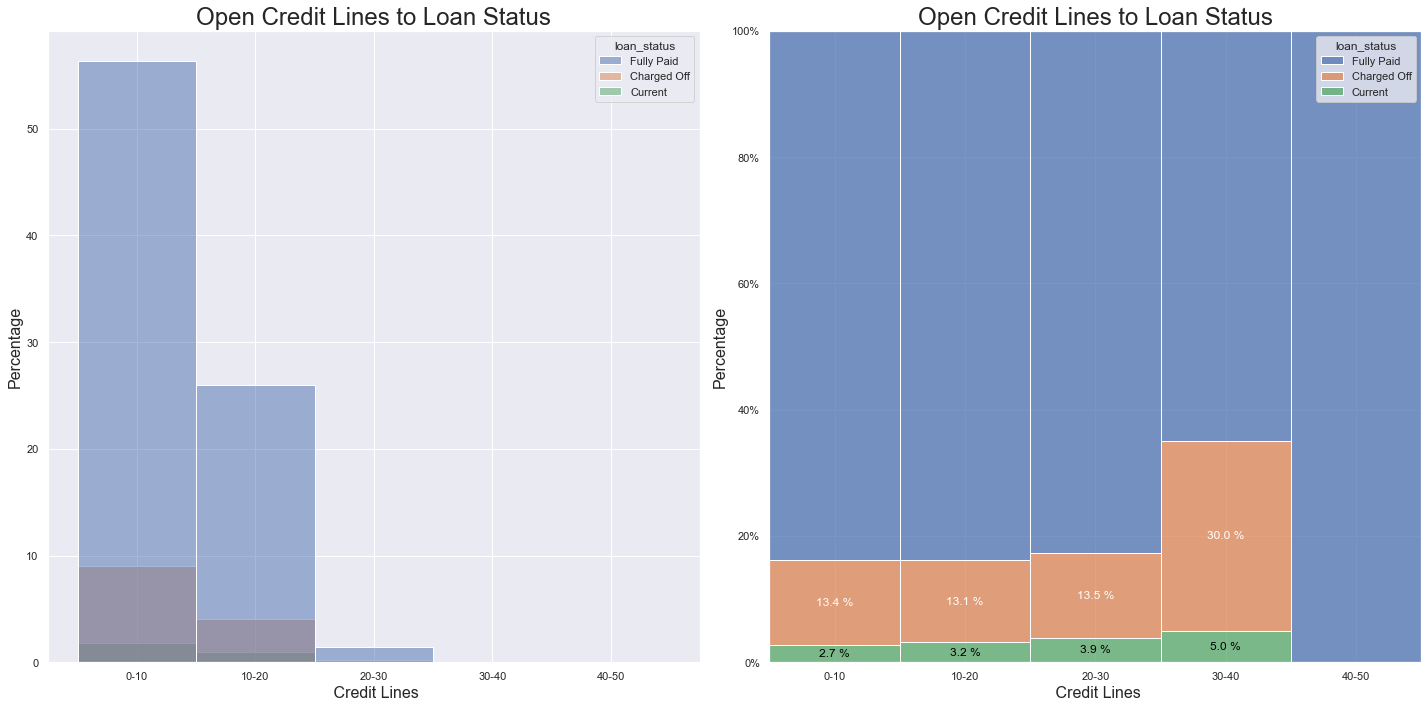 Open Credit Lines to Loan Status
loan_status
Fully Paid
Charged Off
Current
Percentage
50
40
30
20
10
0
0-10
10-20
20-30
30-40
40-50
Credit Lines
Open Credit Lines to Loan Status
loan_status
Fully Paid
Charged Off
Current
Percentage
100%
80%
60%
40%
20%
0%
30.0 %
13.4 %
13.1 %
13.5 %
2.7 %
3.2 %
3.9 %
5.0 %
0-10
10-20
20-30
30-40
40-50
Credit Lines